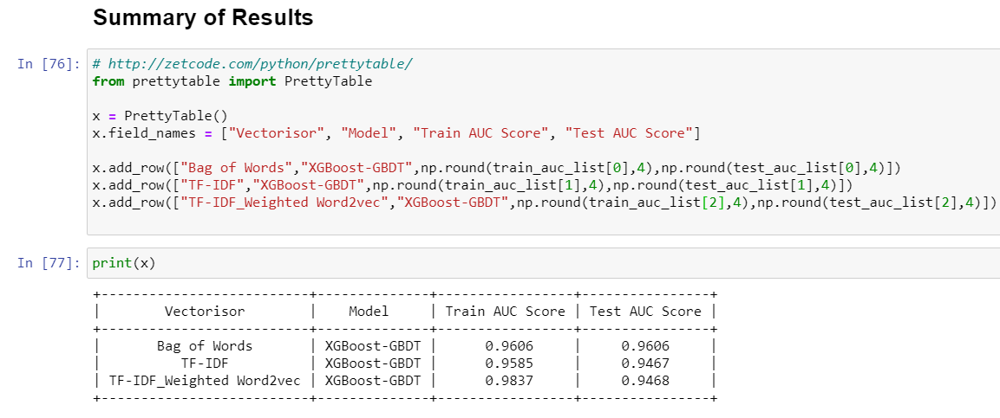 Summary of Results
In [76]: # http://zetcode.com/python/prettytable/
from prettytable import PrettyTable
x = PrettyTable()
x.field_names = ["Vectorisor", "Model", "Train AUC Score", "Test AUC Score"]
x.add_row(["Bag of Words","XGBoost-GBDT",np.round(train_auc_list[0],4),np.round(test_auc_list[0],4)])
x.add_row(["TF-IDF","XGBoost-GBDT",np.round(train_auc_list[1],4),np.round(test_auc_list[1],4)])
x.add_row(["TF-IDF_Weighted Word2vec","XGBoost-GBDT",np.round(train_auc_list[2],4),np.round(test_auc_list[2],4)])
In [77]: print(x)
+--------------------------+--------------+-----------------+----------------+
|        Vectorisor        |    Model     | Train AUC Score | Test AUC Score |
+--------------------------+--------------+-----------------+----------------+
|       Bag of Words       | XGBoost-GBDT |      0.9606     |     0.9606     |
|          TF-IDF          | XGBoost-GBDT |      0.9585     |     0.9467     |
| TF-IDF_Weighted Word2vec | XGBoost-GBDT |      0.9837     |     0.9468     |
+--------------------------+--------------+-----------------+----------------+